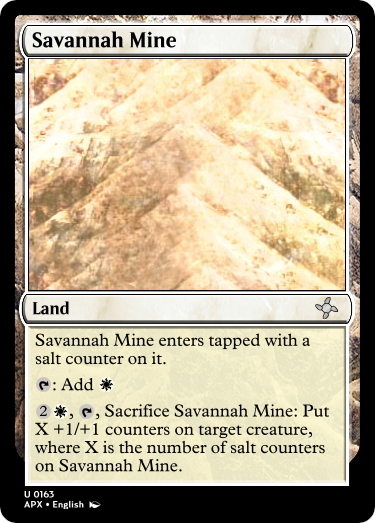 Savannah Mine
Land
Savannah Mine enters tapped with a
salt counter on it.
: Add
2 , , Sacrifice Savannah Mine: Put
X +1/+1 counters on target creature,
where X is the number of salt counters
on Savannah Mine.
U 0163
APX • English